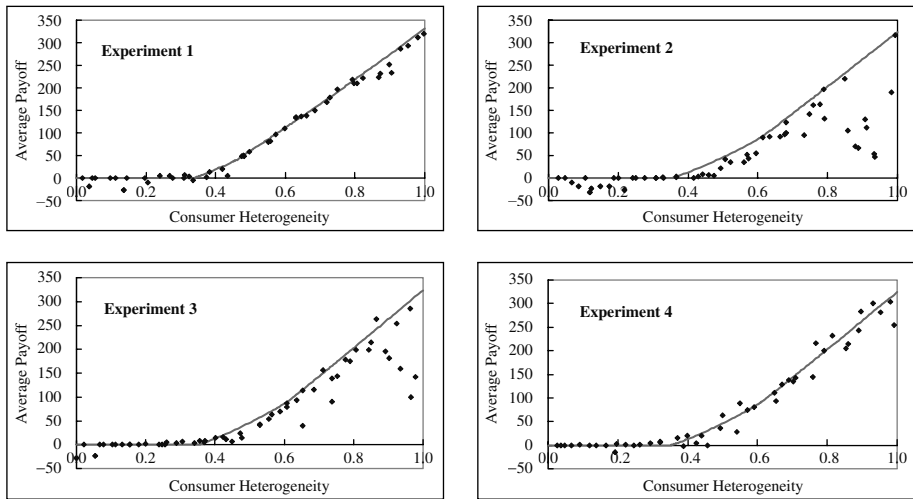 350
300
250
200
150
100
50
0
−50
Average Payoff
Experiment 1
0.0 0.2 0.4 0.6 0.8 1.0
Consumer Heterogeneity
350
300
250
200
150
100
50
0
−50
Average Payoff
Experiment 2
0.0 0.2 0.4 0.6 0.8 1.0
Consumer Heterogeneity
350
300
250
200
150
100
50
0
−50
Average Payoff
Experiment 3
0.0 0.2 0.4 0.6 0.8 1.0
Consumer Heterogeneity
350
300
250
200
150
100
50
0
−50
Average Payoff
Experiment 4
0.0 0.2 0.4 0.6 0.8 1.0
Consumer Heterogeneity